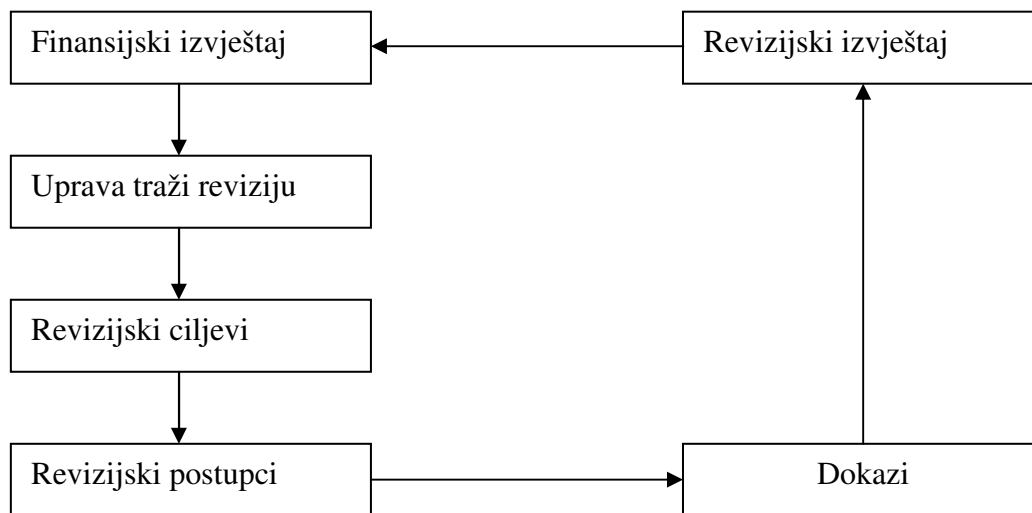 Finansijski izvještaj
Revizijski izvještaj
Uprava traži reviziju
Revizijski ciljevi
Revizijski postupci
Dokazi